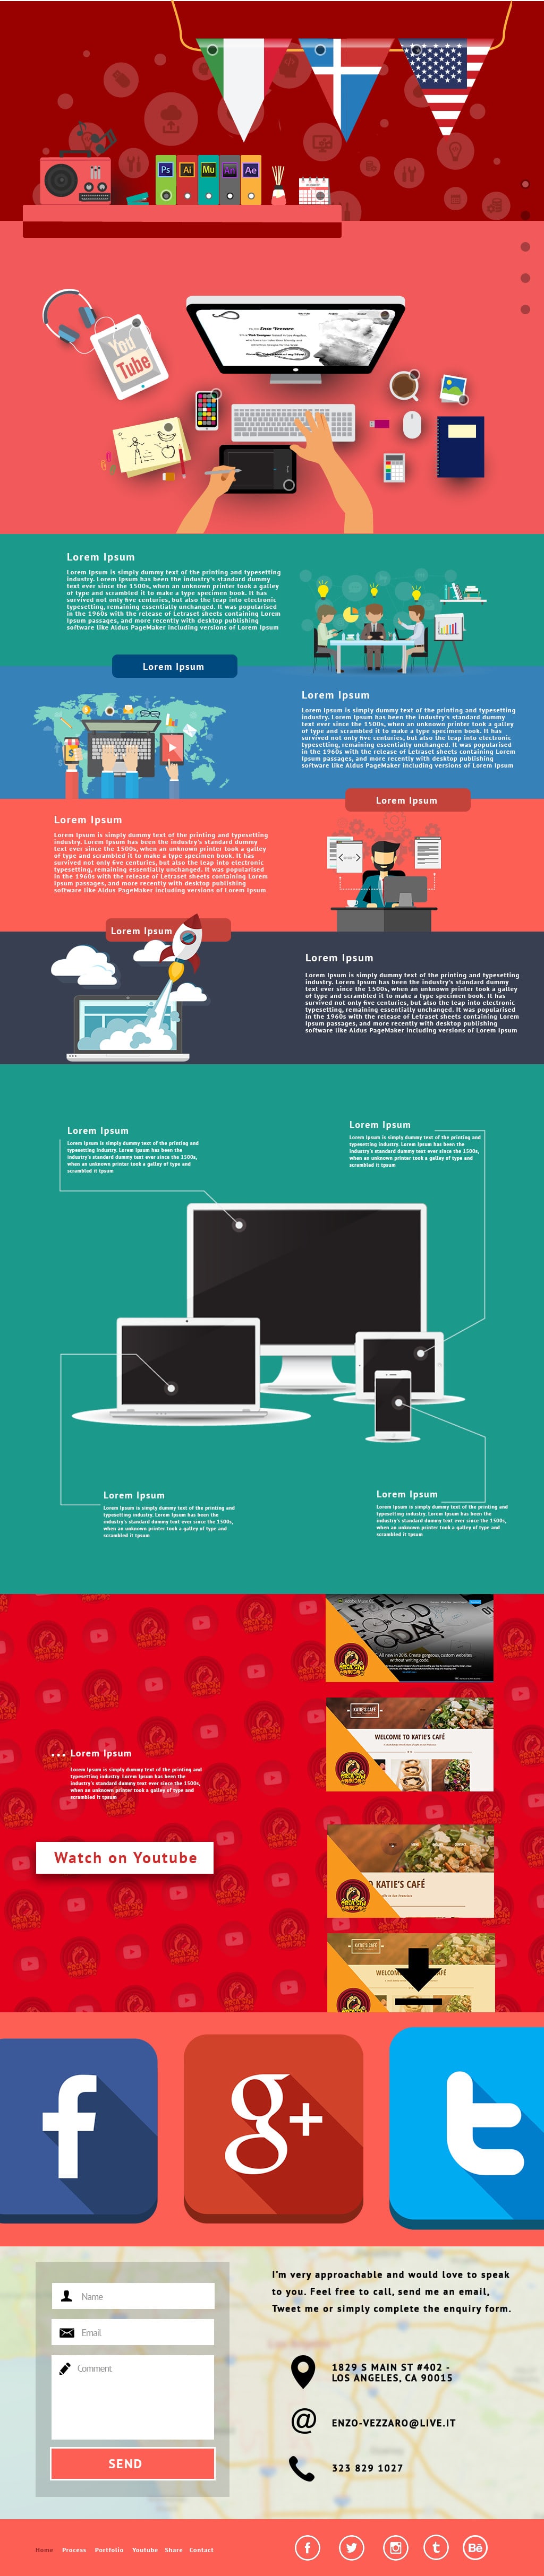 Ps
Ai
Mu
An
Ae
You
Tube
Enzo Vezzaro
Lorem Ipsum
Lorem Ipsum is simply dummy text of the printing and typesetting
industry. Lorem Ipsum has been the industry's standard dummy
text ever since the 1500s, when an unknown printer took a galley
of type and scrambled it to make a type specimen book. It has
survived not only five centuries, but also the leap into electronic
typesetting, remaining essentially unchanged. It was popularised
in the 1960s with the release of Letraset sheets containing Lorem
Ipsum passages, and more recently with desktop publishing
software like Aldus PageMaker including versions of Lorem Ipsum
Lorem Ipsum
Lorem Ipsum
Lorem Ipsum is simply dummy text of the printing and typesetting
industry. Lorem Ipsum has been the industry's standard dummy
text ever since the 1500s, when an unknown printer took a galley
of type and scrambled it to make a type specimen book. It has
survived not only five centuries, but also the leap into electronic
typesetting, remaining essentially unchanged. It was popularised
in the 1960s with the release of Letraset sheets containing Lorem
Ipsum passages, and more recently with desktop publishing
software like Aldus PageMaker including versions of Lorem Ipsum
Lorem Ipsum
Lorem Ipsum
Lorem Ipsum is simply dummy text of the printing and typesetting
industry. Lorem Ipsum has been the industry's standard dummy
text ever since the 1500s, when an unknown printer took a galley
of type and scrambled it to make a type specimen book. It has
survived not only five centuries, but also the leap into electronic
typesetting, remaining essentially unchanged. It was popularised
in the 1960s with the release of Letraset sheets containing Lorem
Ipsum passages, and more recently with desktop publishing
software like Aldus PageMaker including versions of Lorem Ipsum
Lorem Ipsum
Lorem Ipsum
Lorem Ipsum is simply dummy text of the printing and typesetting
industry. Lorem Ipsum has been the industry's standard dummy
text ever since the 1500s, when an unknown printer took a galley
of type and scrambled it to make a type specimen book. It has
survived not only five centuries, but also the leap into electronic
typesetting, remaining essentially unchanged. It was popularised
in the 1960s with the release of Letraset sheets containing Lorem
Ipsum passages, and more recently with desktop publishing
software like Aldus PageMaker including versions of Lorem Ipsum
Lorem Ipsum
Lorem Ipsum is simply dummy text of the printing and
typesetting industry. Lorem Ipsum has been the
industry's standard dummy text ever since the 1500s,
when an unknown printer took a galley of type and
scrambled it tpsum
Lorem Ipsum
Lorem Ipsum is simply dummy text of the printing and
typesetting industry. Lorem Ipsum has been the
industry's standard dummy text ever since the 1500s,
when an unknown printer took a galley of type and
scrambled it tpsum
Lorem Ipsum
Lorem Ipsum is simply dummy text of the printing and
typesetting industry. Lorem Ipsum has been the
industry's standard dummy text ever since the 1500s,
when an unknown printer took a galley of type and
scrambled it tpsum
Lorem Ipsum
Lorem Ipsum is simply dummy text of the printing and
typesetting industry. Lorem Ipsum has been the
industry's standard dummy text ever since the 1500s,
when an unknown printer took a galley of type and
scrambled it tpsum
All new in 2015. Create gorgeous, custom websites
without writing code.
KATIE'S CAFÉ
WELCOME TO KATIE'S CAFÉ
O KATIE'S CAFÉ
KATIE'S CAFÉ
... Lorem Ipsum
Lorem Ipsum is simply dummy text of the printing and
typesetting industry. Lorem Ipsum has been the
industry's standard dummy text ever since the 1500s,
when an unknown printer took a galley of type and
scrambled it tpsum
Watch on Youtube
f
g+
t
Name
Email
Comment
SEND
I'm very approachable and would love to speak
to you. Feel free to call, send me an email,
Tweet me or simply complete the enquiry form.
1829 S MAIN ST #402 -
LOS ANGELES, CA 90015
@ ENZO-VEZZARO@LIVE.IT
323 829 1027
Home Process Portfolio Youtube Share Contact
f t Bē